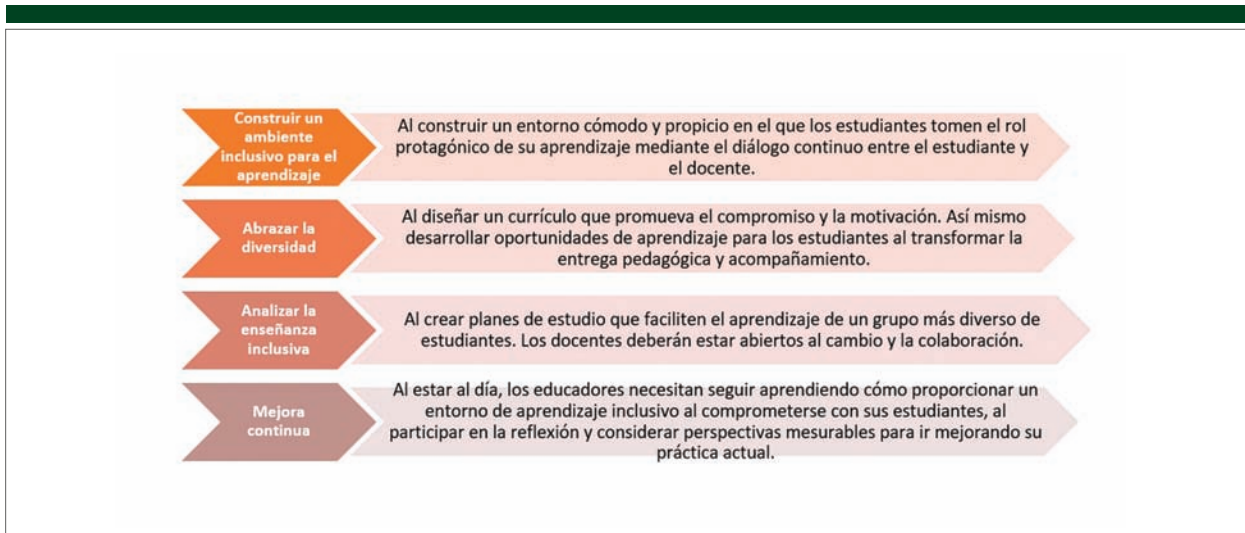 Construir un
ambiente
inclusivo para el
aprendizaje
Al construir un entorno cómodo y propicio en el que los estudiantes tomen el rol
protagónico de su aprendizaje mediante el diálogo continuo entre el estudiante y
el docente.
Abrazar la
diversidad
Al diseñar un currículo que promueva el compromiso y la motivación. Así mismo
desarrollar oportunidades de aprendizaje para los estudiantes al transformar la
entrega pedagógica y acompañamiento.
Analizar la
enseñanza
inclusiva
Al crear planes de estudio que faciliten el aprendizaje de un grupo más diverso de
estudiantes. Los docentes deberán estar abiertos al cambio y la colaboración.
Mejora
continua
Al estar al día, los educadores necesitan seguir aprendiendo cómo proporcionar un
entorno de aprendizaje inclusivo al comprometerse con sus estudiantes, al
participar en la reflexión y considerar perspectivas mesurables para ir mejorando su
práctica actual.